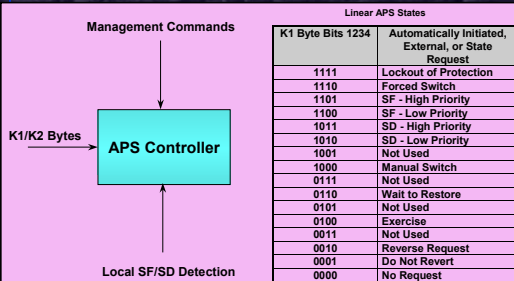 Management Commands
K1/K2 Bytes
APS Controller
Local SF/SD Detection
Linear APS States
K1 Byte Bits 1234 Automatically Initiated,
External, or State
Request
1111 Lockout of Protection
1110 Forced Switch
1101 SF - High Priority
1100 SF - Low Priority
1011 SD - High Priority
1010 SD - Low Priority
1001 Not Used
1000 Manual Switch
0111 Not Used
0110 Wait to Restore
0101 Not Used
0100 Exercise
0011 Not Used
0010 Reverse Request
0001 Do Not Revert
0000 No Request